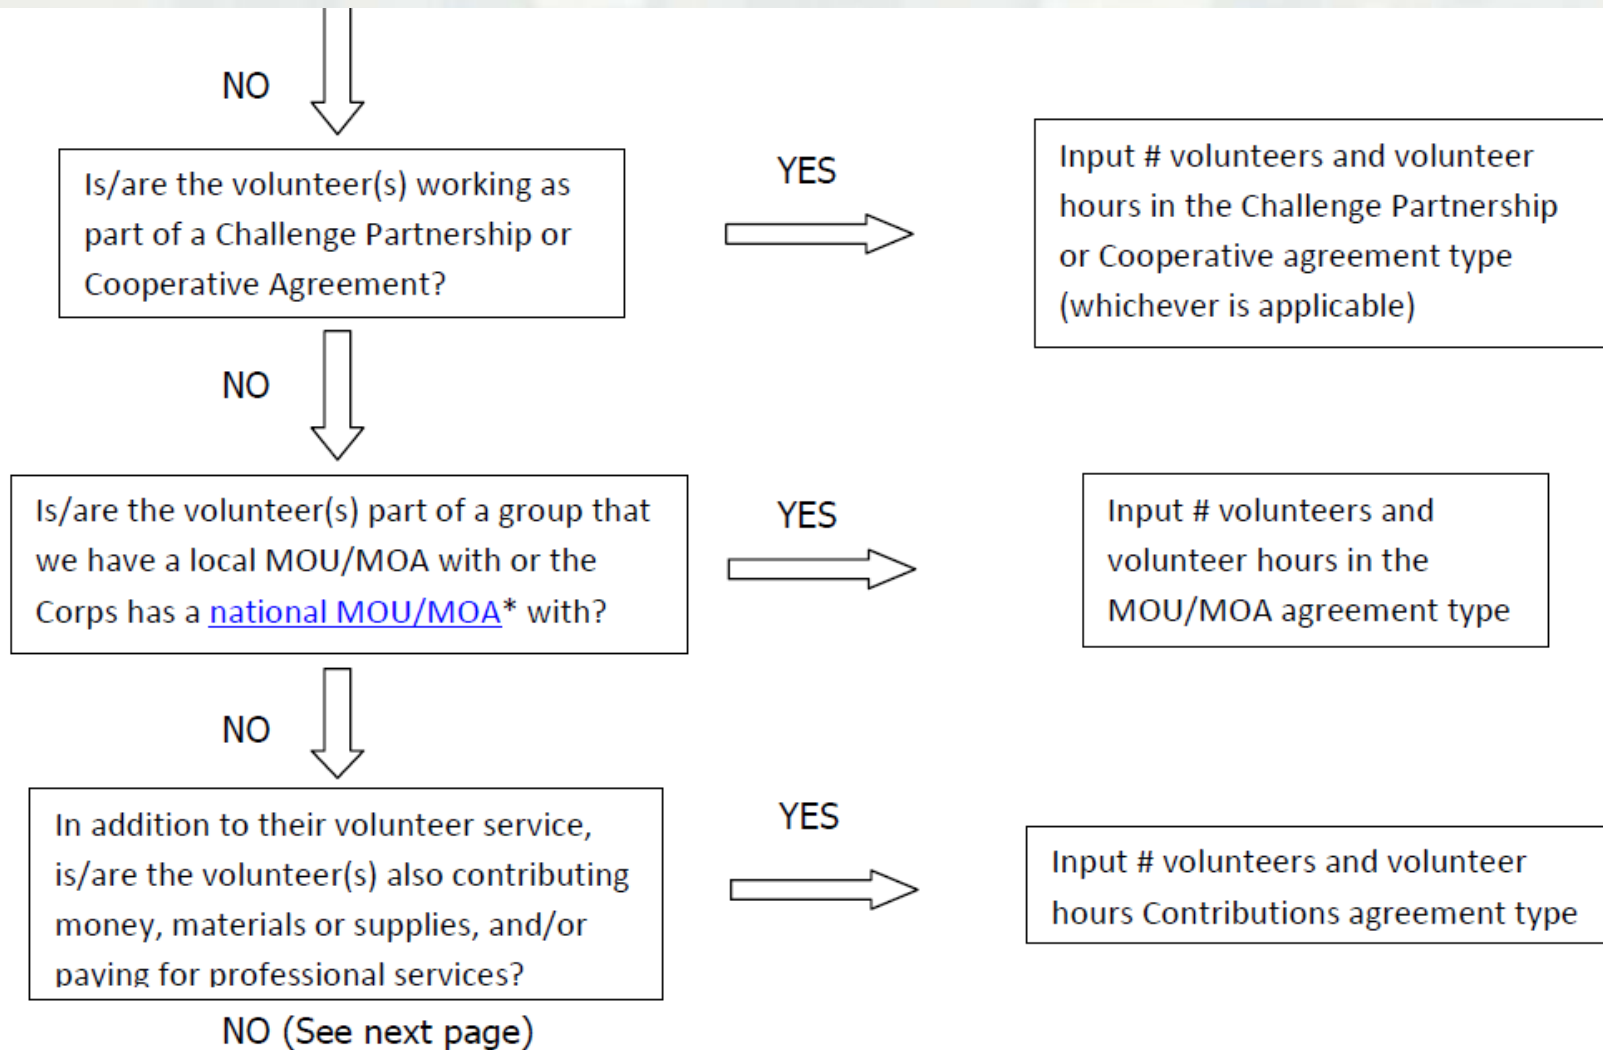 NO
Is/are the volunteer(s) working as
part of a Challenge Partnership or
Cooperative Agreement?
YES
Input # volunteers and volunteer
hours in the Challenge Partnership
or Cooperative agreement type
(whichever is applicable)
NO
Is/are the volunteer(s) part of a group that
we have a local MOU/MOA with or the
Corps has a national MOU/MOA* with?
YES
Input # volunteers and
volunteer hours in the
MOU/MOA agreement type
NO
In addition to their volunteer service,
is/are the volunteer(s) also contributing
money, materials or supplies, and/or
paying for professional services?
YES
Input # volunteers and volunteer
hours Contributions agreement type
NO (See next page)